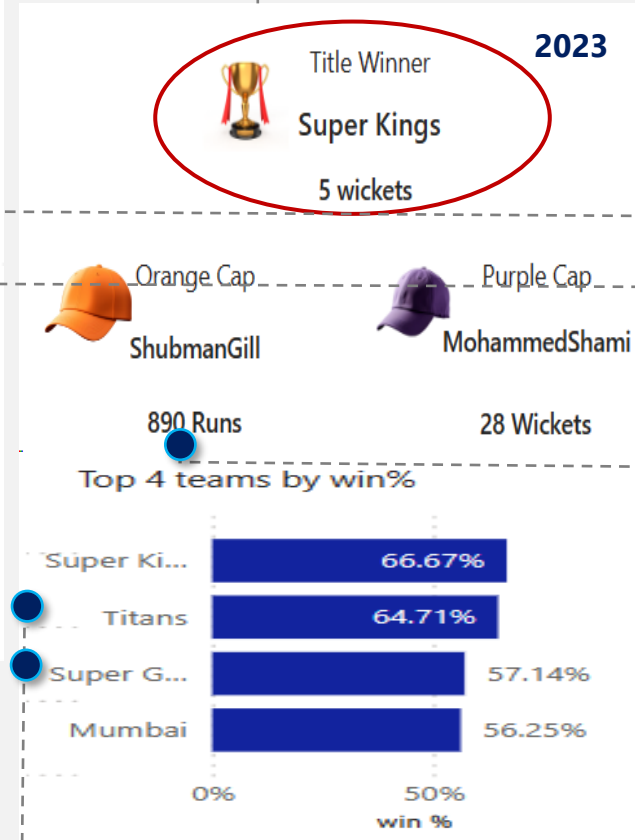 2023
Title Winner
Super Kings
5 wickets
Orange Cap
Purple Cap
ShubmanGill
MohammedShami
890 Runs
28 Wickets
Top 4 teams by win%
Super Ki... 66.67%
Titans 64.71%
Super G... 57.14%
Mumbai 56.25%
0% 50%
win %